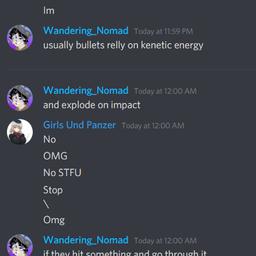 Im
Wandering_Nomad Today at 11:59 PM
usually bullets relly on kenetic energy
Wandering_Nomad Today at 12:00 AM
and explode on impact
Girls Und Panzer Today at 12:00 AM
No
OMG
No STFU
Stop
\
Omg
Wandering_Nomad Today at 12:00 AM
if they hit something and go through it